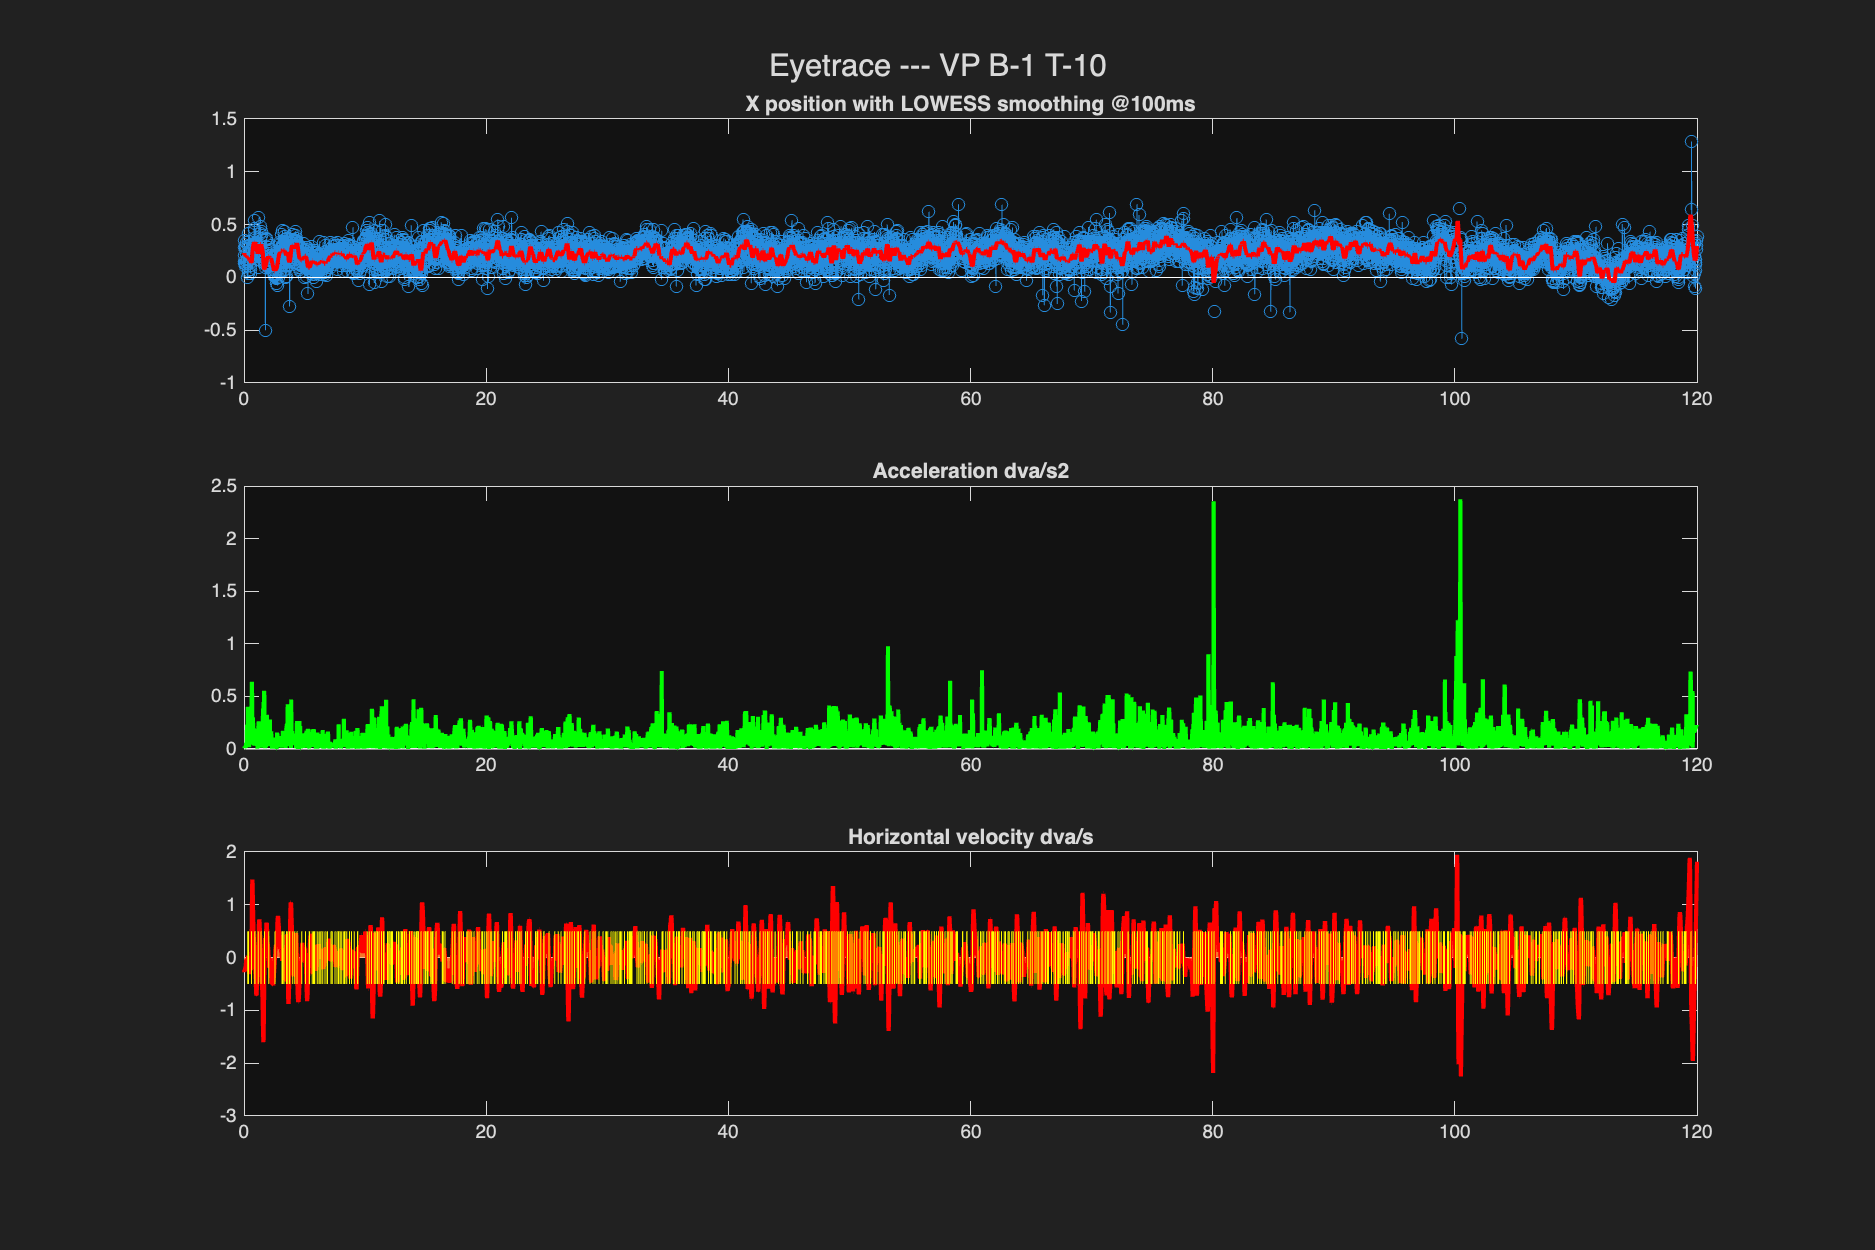 Eyetrace --- VP B-1 T-10
X position with LOWESS smoothing @100ms
1.5
1
0.5
0
-0.5
-1
0 20 40 60 80 100 120
Acceleration dva/s2
2.5
2
1.5
1
0.5
0
0 20 40 60 80 100 120
Horizontal velocity dva/s
2
1
0
-1
-2
-3
0 20 40 60 80 100 120